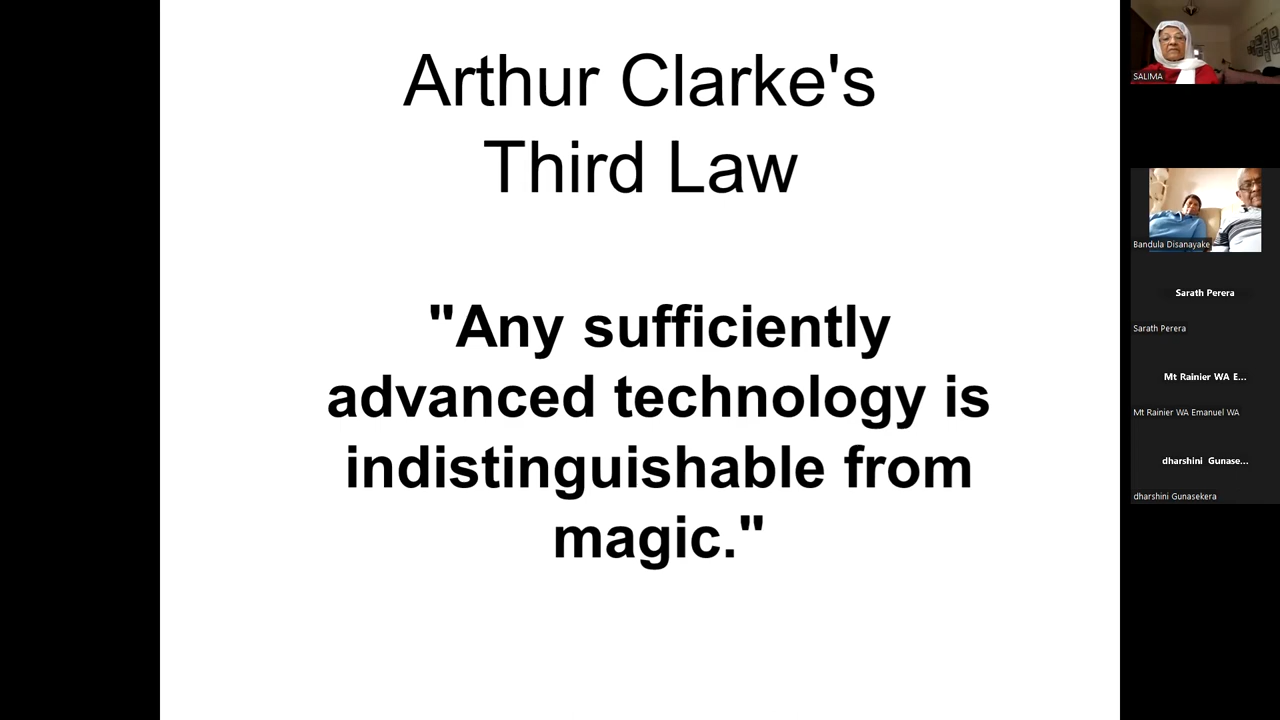 Arthur Clarke's
Third Law
"Any sufficiently
advanced technology is
indistinguishable from
magic."
SALIMA
Bandula Disanayake
Sarath Perera
Sarath Perera
Mt Rainier WA E...
Mt Rainier WA Emanuel WA
dharshini Gunase...
dharshini Gunasekera